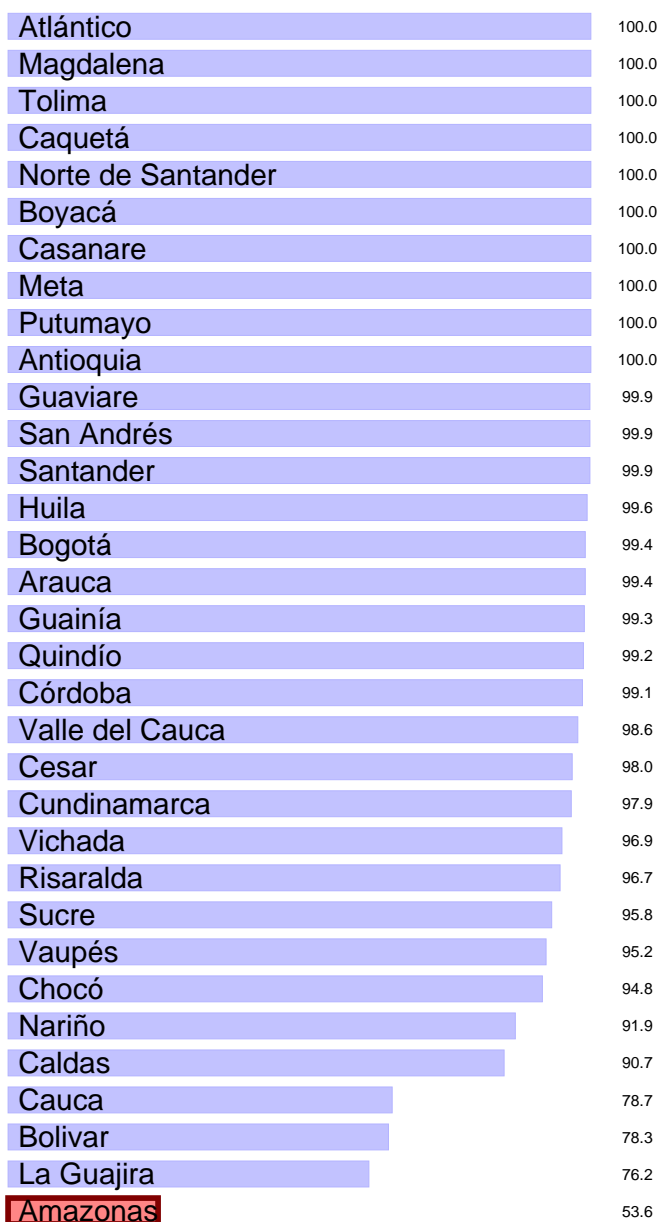 Atlántico 100.0
Magdalena 100.0
Tolima 100.0
Caquetá 100.0
Norte de Santander 100.0
Boyacá 100.0
Casanare 100.0
Meta 100.0
Putumayo 100.0
Antioquia 100.0
Guaviare 99.9
San Andrés 99.9
Santander 99.9
Huila 99.6
Bogotá 99.4
Arauca 99.4
Guainía 99.3
Quindío 99.2
Córdoba 99.1
Valle del Cauca 98.6
Cesar 98.0
Cundinamarca 97.9
Vichada 96.9
Risaralda 96.7
Sucre 95.8
Vaupés 95.2
Chocó 94.8
Nariño 91.9
Caldas 90.7
Cauca 78.7
Bolivar 78.3
La Guajira 76.2
Amazonas 53.6